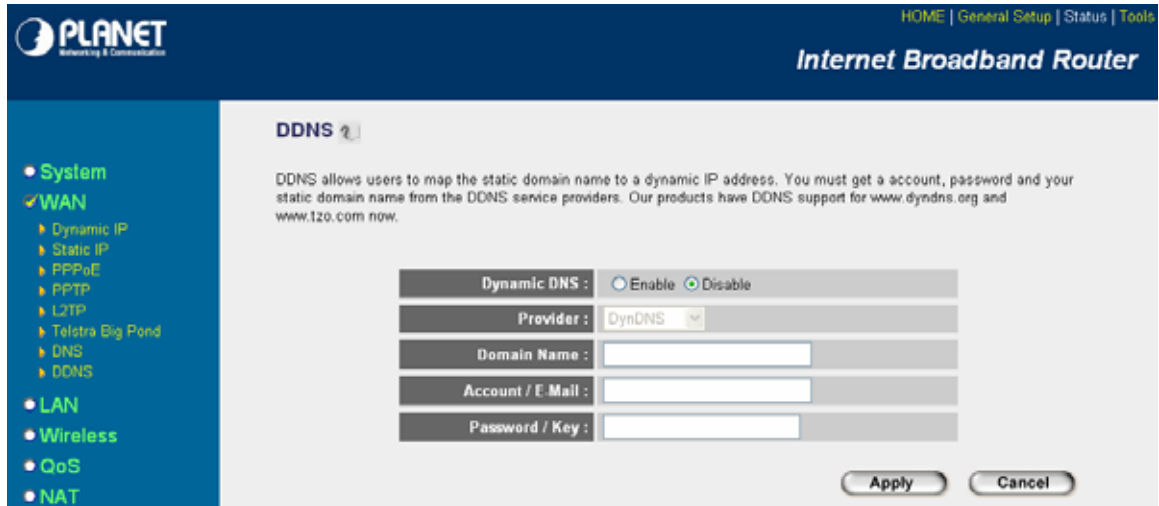 PLANET
Networking & Communication
HOME | General Setup | Status | Tools
Internet Broadband Router
System
WAN
Dynamic IP
Static IP
PPPoE
PPTP
L2TP
Telstra Big Pond
DNS
DDNS
LAN
Wireless
QoS
NAT
DDNS
DDNS allows users to map the static domain name to a dynamic IP address. You must get a account, password and your
static domain name from the DDNS service providers. Our products have DDNS support for www.dyndns.org and
www.tzo.com now.
Dynamic DNS : Enable Disable
Provider : DynDNS
Domain Name :
Account / E-Mail :
Password / Key :
Apply Cancel